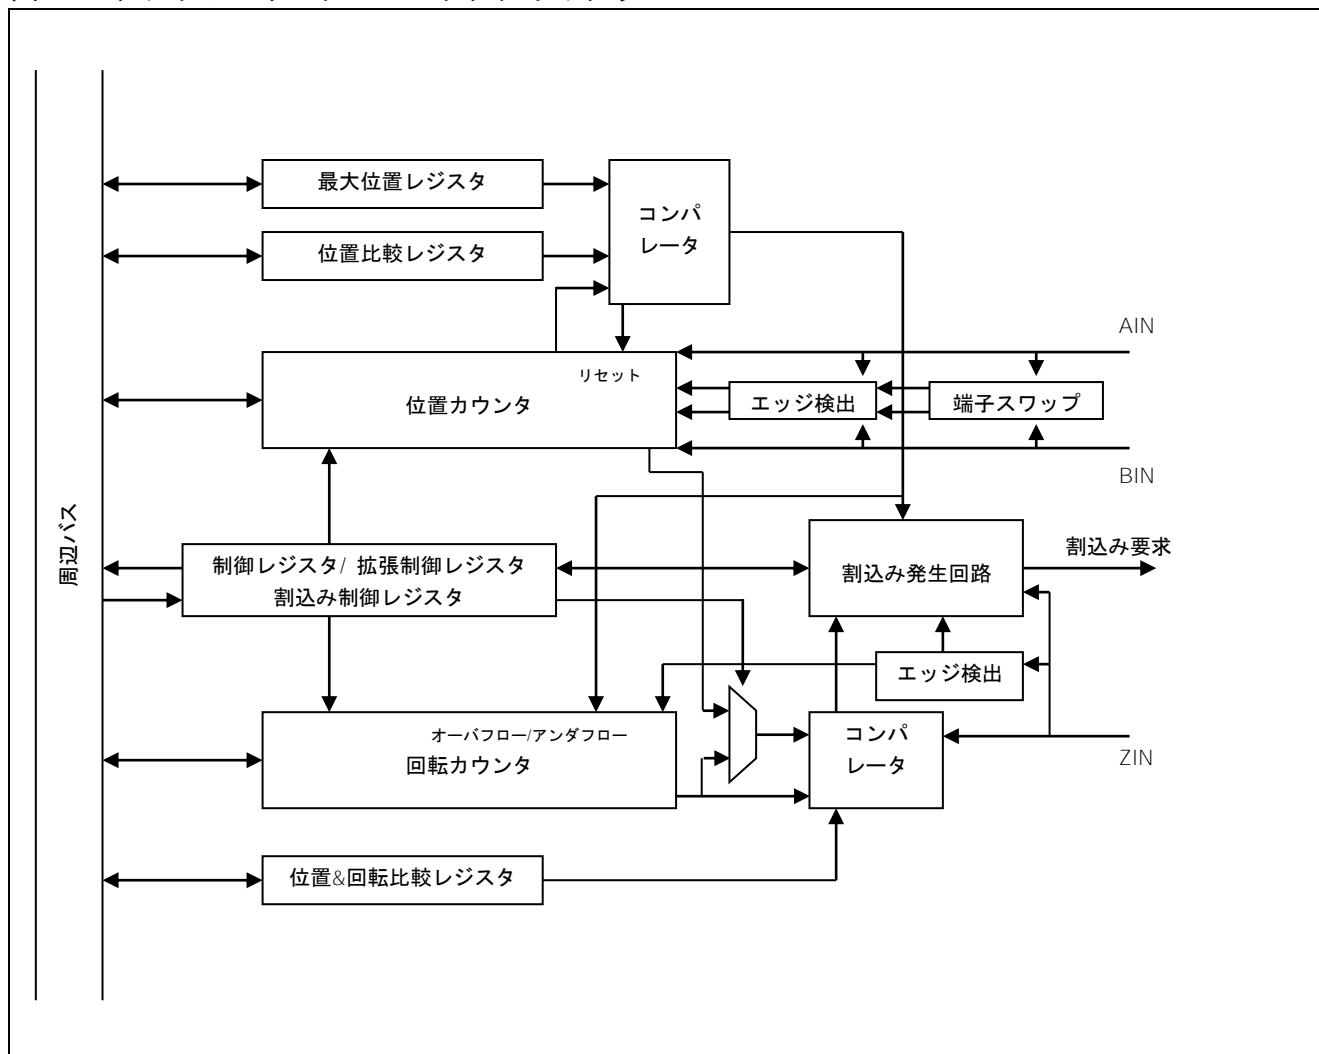 最大位置レジスタ
コンパ
レータ
位置比較レジスタ
AIN
リセット
位置カウンタ
エッジ検出
端子スワップ
BIN
周辺バス
制御レジスタ/ 拡張制御レジスタ
割込み制御レジスタ
割込み発生回路
割込み要求
エッジ検出
オーバフロー/アンダフロー
回転カウンタ
コンパ
レータ
ZIN
位置&回転比較レジスタ